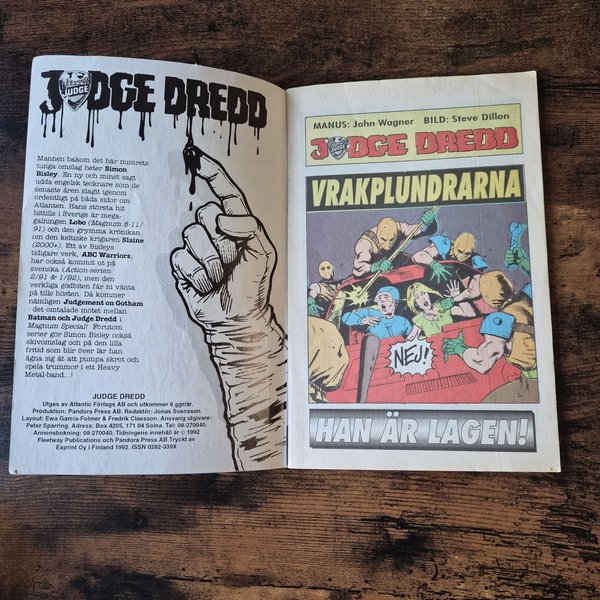 JUDGE DREDD
JUDGE
Mannen bakom det här numrets
tuffa omslag heter Simon
Bisley. En ny och minst sagt
udda engelsk tecknare som de
senaste åren slagit igenom
ordentligt på båda sidor om
Atlanten. Hans största hit
hittills i Sverige är mega-
galningen Lobo (Magnum 8-11/
91) och den grymma krönikan
om den keltiske krigaren Slaine
(2000+). Ett av Bisleys
tidigare verk, ABC Warriors,
har också kommit ut på
svenska (Action-serien
2/91 & 1/92), men den
verkliga godbiten får ni vänta
på tills hösten. Då kommer
nämligen Judgement on Gotham
- det omtalade mötet mellan
Batman och Judge Dredd i
Magnum Special! Förutom
serier gör Simon Bisley också
skivomslag och på den lilla
fritid som blir över lär han
ägna sig åt att pumpa skrot och
spela trummor i ett Heavy
Metal-band...!
JUDGE DREDD
Utges av Atlantic Förlags AB och utkommer 6 ggr/år.
Produktion: Pandora Press AB. Redaktör: Jonas Svensson.
Layout: Ewa Garcia-Folmer & Fredrik Claesson. Ansvarig utgivare:
Peter Sparring. Adress: Box 4205, 171 04 Solna. Tel: 08-270040.
Annonsbokning: 08-270040. Tidningens innehåll är © 1992
Fleetway Publications och Pandora Press AB.Tryckt av
Exprint Oy i Finland 1992. ISSN 0282-339X
MANUS: John Wagner BILD: Steve Dillon
JUDGE DREDD
VRAKPLUNDRARNA
NEJ!
HAN ÄR LAGEN!